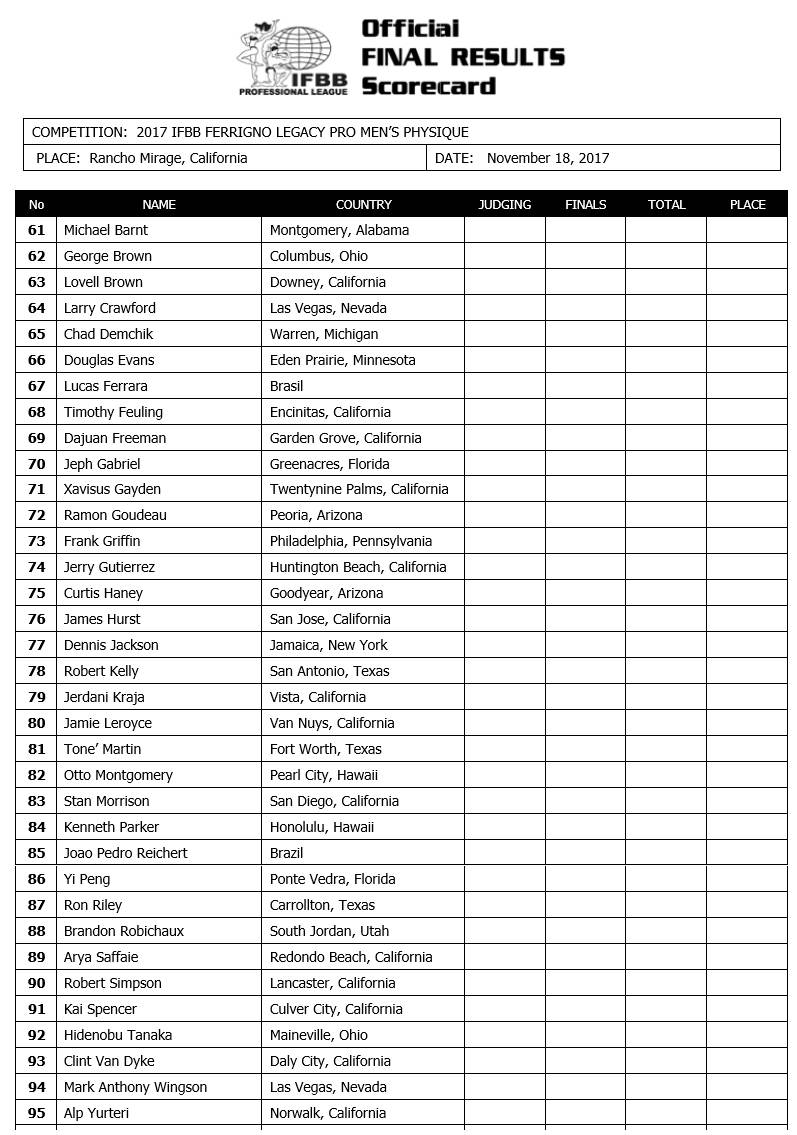 Official
FINAL RESULTS
Scorecard
IFBB
PROFESSIONAL LEAGUE
COMPETITION: 2017 IFBB FERRIGNO LEGACY PRO MEN'S PHYSIQUE
PLACE: Rancho Mirage, California DATE: November 18, 2017
No NAME COUNTRY JUDGING FINALS TOTAL PLACE
61 Michael Barnt Montgomery, Alabama
62 George Brown Columbus, Ohio
63 Lovell Brown Downey, California
64 Larry Crawford Las Vegas, Nevada
65 Chad Demchik Warren, Michigan
66 Douglas Evans Eden Prairie, Minnesota
67 Lucas Ferrara Brasil
68 Timothy Feuling Encinitas, California
69 Dajuan Freeman Garden Grove, California
70 Jeph Gabriel Greenacres, Florida
71 Xavisus Gayden Twentynine Palms, California
72 Ramon Goudeau Peoria, Arizona
73 Frank Griffin Philadelphia, Pennsylvania
74 Jerry Gutierrez Huntington Beach, California
75 Curtis Haney Goodyear, Arizona
76 James Hurst San Jose, California
77 Dennis Jackson Jamaica, New York
78 Robert Kelly San Antonio, Texas
79 Jerdani Kraja Vista, California
80 Jamie Leroyce Van Nuys, California
81 Tone' Martin Fort Worth, Texas
82 Otto Montgomery Pearl City, Hawaii
83 Stan Morrison San Diego, California
84 Kenneth Parker Honolulu, Hawaii
85 Joao Pedro Reichert Brazil
86 Yi Peng Ponte Vedra, Florida
87 Ron Riley Carrollton, Texas
88 Brandon Robichaux South Jordan, Utah
89 Arya Saffaie Redondo Beach, California
90 Robert Simpson Lancaster, California
91 Kai Spencer Culver City, California
92 Hidenobu Tanaka Maineville, Ohio
93 Clint Van Dyke Daly City, California
94 Mark Anthony Wingson Las Vegas, Nevada
95 Alp Yurteri Norwalk, California